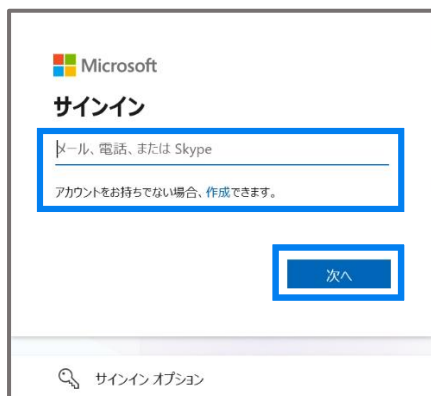 Microsoft
サインイン
メール、電話、または Skype
アカウントをお持ちでない場合、作成できます。
次へ
サインイン オプション